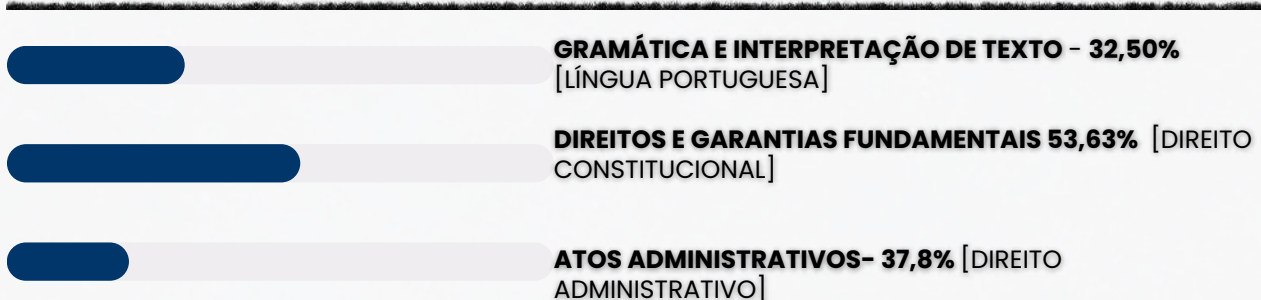 GRAMÁTICA E INTERPRETAÇÃO DE TEXTO - 32,50%
[LÍNGUA PORTUGUESA]
DIREITOS E GARANTIAS FUNDAMENTAIS 53,63% [DIREITO
CONSTITUCIONAL]
ATOS ADMINISTRATIVOS- 37,8% [DIREITO
ADMINISTRATIVO]